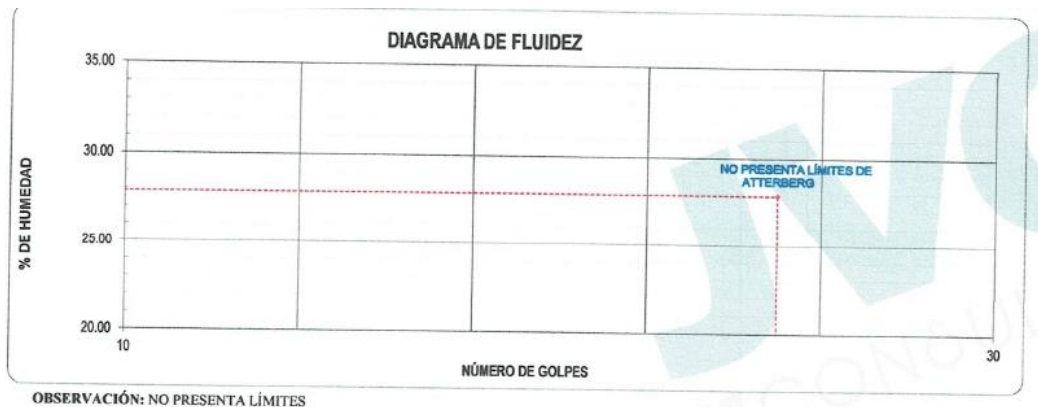 DIAGRAMA DE FLUIDEZ
35.00
30.00
25.00
20.00
% DE HUMEDAD
NO PRESENTA LÍMITES DE
ATTERBERG
10
30
NÚMERO DE GOLPES
OBSERVACIÓN: NO PRESENTA LÍMITES
JVC